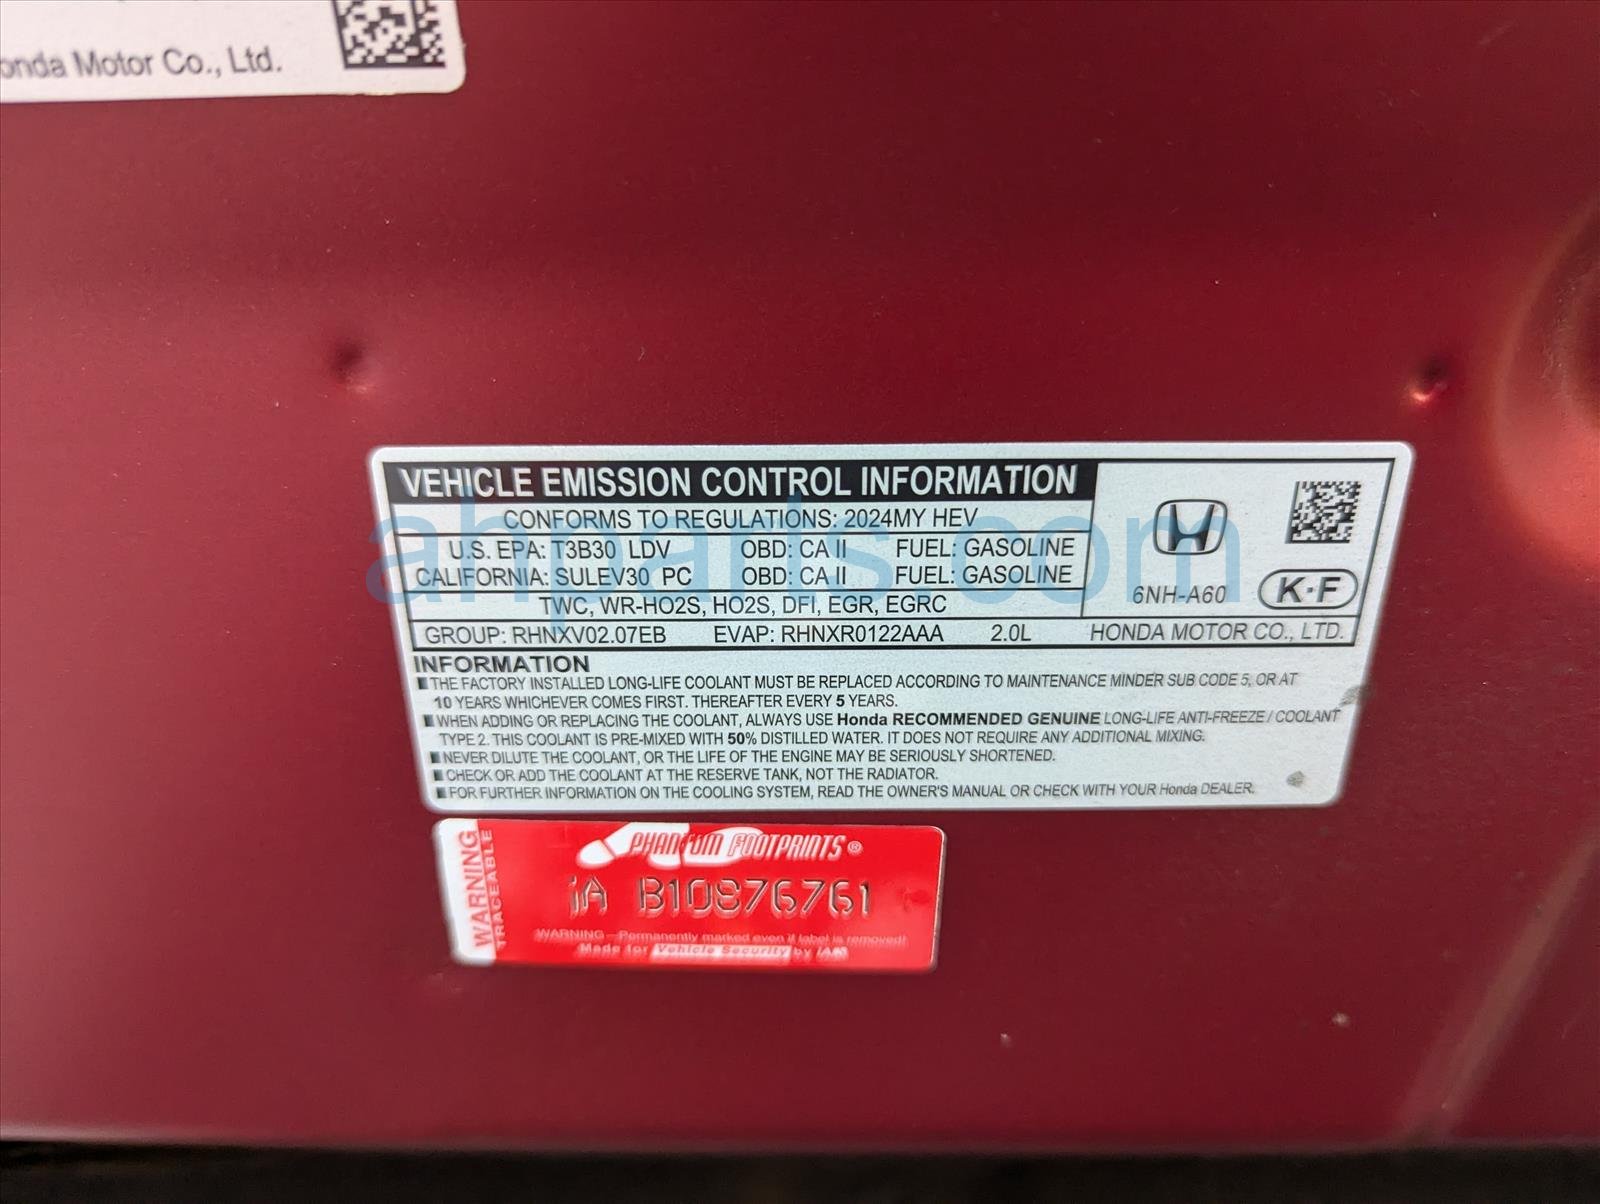 onda Motor Co., Ltd.
VEHICLE EMISSION CONTROL INFORMATION
CONFORMS TO REGULATIONS: 2024MY HEV
U.S. EPA: T3B30 LDV OBD: CA II FUEL: GASOLINE
CALIFORNIA: SULEV30 PC OBD: CA II FUEL: GASOLINE
TWC, WR-HO2S, HO2S, DFI, EGR, EGRC
6NH-A60 K·F
GROUP: RHNXV02.07EB EVAP: RHNXR0122AAA 2.0L HONDA MOTOR CO., LTD.
INFORMATION
THE FACTORY INSTALLED LONG-LIFE COOLANT MUST BE REPLACED ACCORDING TO MAINTENANCE MINDER SUB CODE 5, OR AT
10 YEARS WHICHEVER COMES FIRST. THEREAFTER EVERY 5 YEARS.
WHEN ADDING OR REPLACING THE COOLANT, ALWAYS USE Honda RECOMMENDED GENUINE LONG-LIFE ANTI-FREEZE / COOLANT
TYPE 2. THIS COOLANT IS PRE-MIXED WITH 50% DISTILLED WATER. IT DOES NOT REQUIRE ANY ADDITIONAL MIXING.
NEVER DILUTE THE COOLANT, OR THE LIFE OF THE ENGINE MAY BE SERIOUSLY SHORTENED.
CHECK OR ADD THE COOLANT AT THE RESERVE TANK, NOT THE RADIATOR.
FOR FURTHER INFORMATION ON THE COOLING SYSTEM, READ THE OWNER'S MANUAL OR CHECK WITH YOUR Honda DEALER.
ahparts.com
WARNING
TRACEABLE
PHANTOM FOOTPRINTS®
iA B10876761
WARNING - Permanently marked even if label is removed!
Made for Vehicle Security by